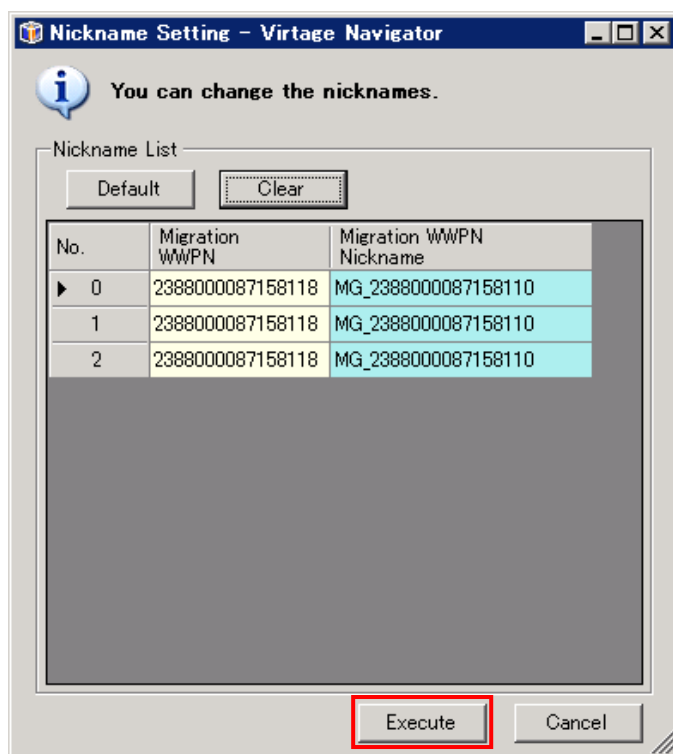 Nickname Setting - Virtage Navigator
You can change the nicknames.
Nickname List
Default Clear
No. Migration WWPN Migration WWPN Nickname
0 2388000087158118 MG_2388000087158110
1 2388000087158118 MG_2388000087158110
2 2388000087158118 MG_2388000087158110
Execute Cancel